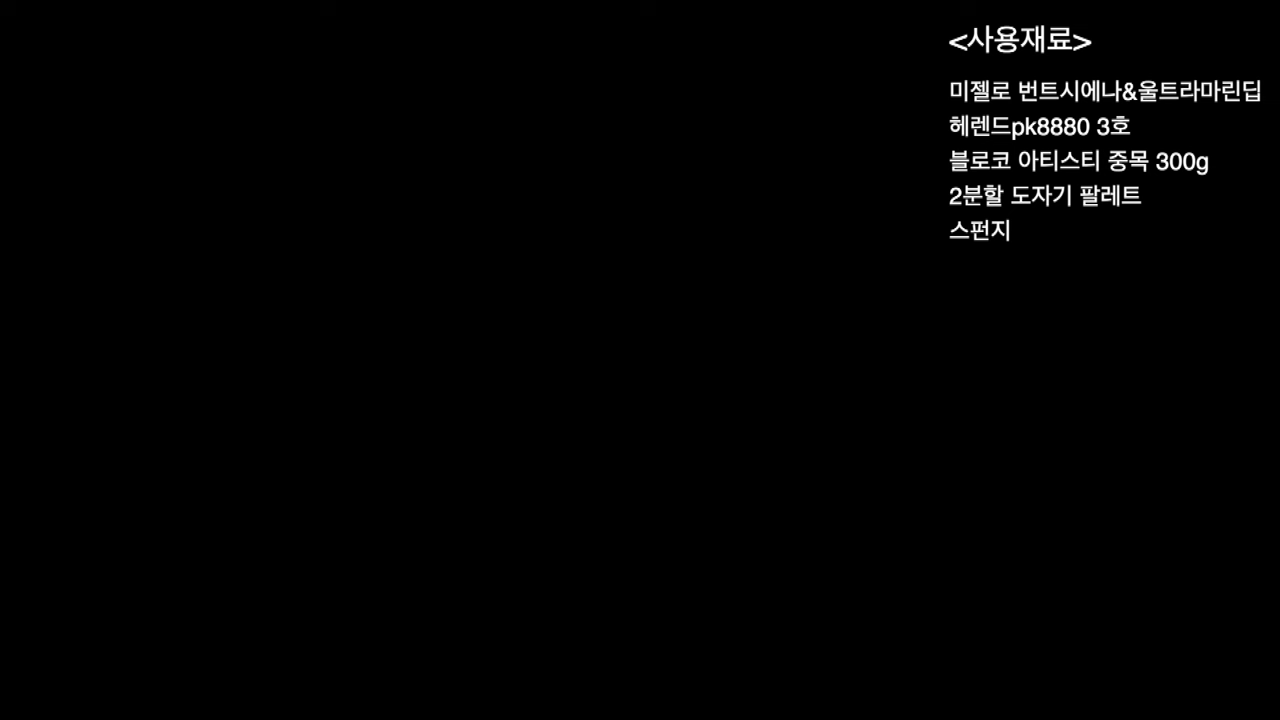 <사용재료>
미젤로 번트시에나&울트라마린딥
헤렌드pk8880 3호
블로코 아티스티 중목 300g
2분할 도자기 팔레트
스펀지